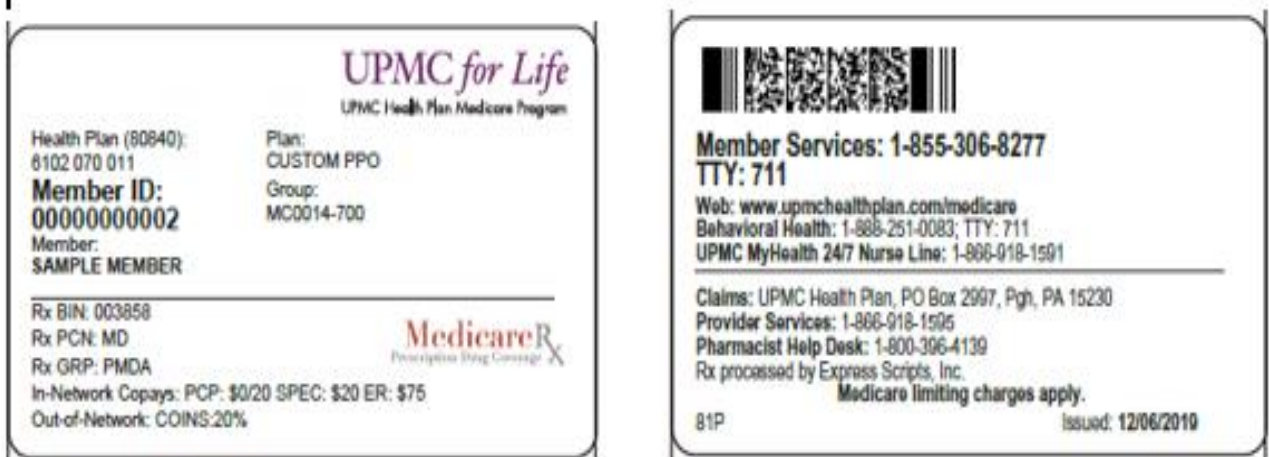 UPMC for Life
UPMC Health Plan Medicare Program
Health Plan (80840):
6102 070 011
Member ID:
00000000002
Member:
SAMPLE MEMBER
Plan:
CUSTOM PPO
Group:
MC0014-700
Rx BIN: 003858
Rx PCN: MD
Rx GRP: PMDA
MedicareRx
Prescription Drug Coverage
In-Network Copays: PCP: $0/20 SPEC: $20 ER: $75
Out-of-Network: COINS:20%
Member Services: 1-855-306-8277
TTY: 711
Web: www.upmchealthplan.com/medicare
Behavioral Health: 1-888-251-0083; TTY: 711
UPMC MyHealth 24/7 Nurse Line: 1-866-918-1591
Claims: UPMC Health Plan, PO Box 2997, Pgh, PA 15230
Provider Services: 1-866-918-1595
Pharmacist Help Desk: 1-800-396-4139
Rx processed by Express Scripts, Inc.
Medicare limiting charges apply.
81P
Issued: 12/06/2019